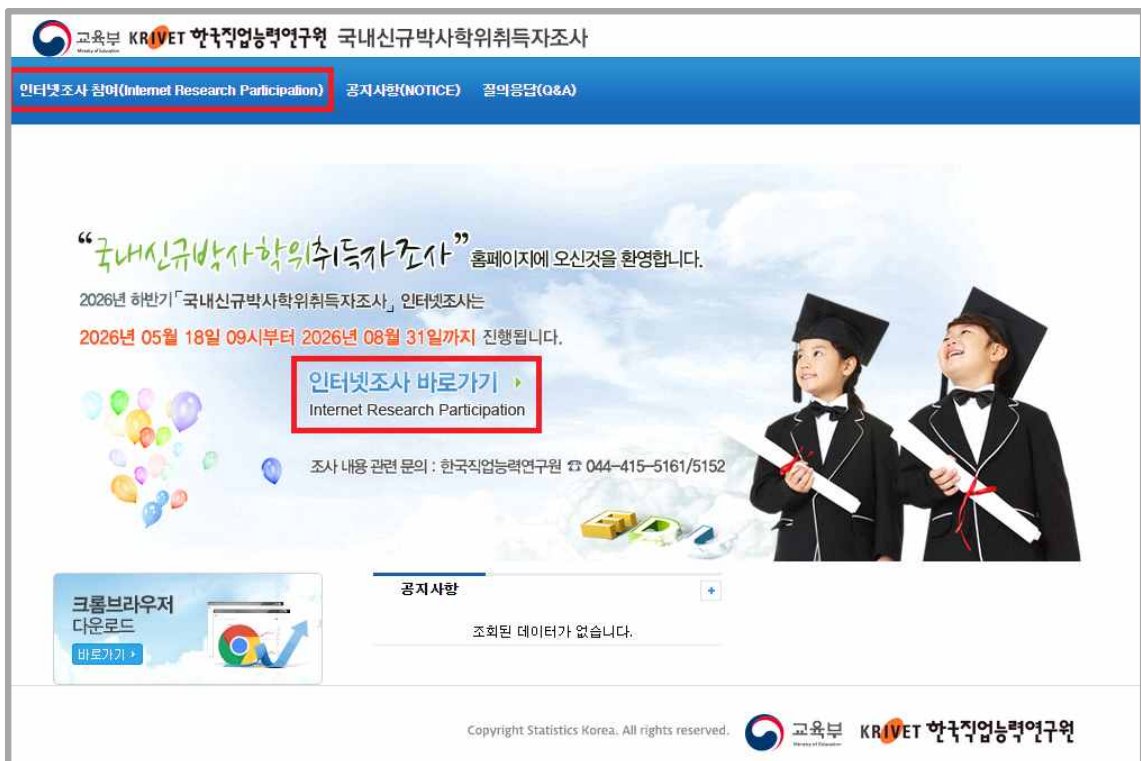 교육부 KRIVET 한국직업능력연구원 국내신규박사학위취득자조사
Ministry of Education
인터넷조사 참여(Internet Research Participation) 공지사항(NOTICE) 질의응답(Q&A)
“국내신규박사학위취득자조사” 홈페이지에 오신것을 환영합니다.
2026년 하반기「국내신규박사학위취득자조사」 인터넷조사는
2026년 05월 18일 09시부터 2026년 08월 31일까지 진행됩니다.
인터넷조사 바로가기
Internet Research Participation
조사 내용 관련 문의 : 한국직업능력연구원 ☎ 044-415-5161/5152
크롬브라우저
다운로드
바로가기
공지사항
조회된 데이터가 없습니다.
Copyright Statistics Korea. All rights reserved. 교육부 KRIVET 한국직업능력연구원
Ministry of Education